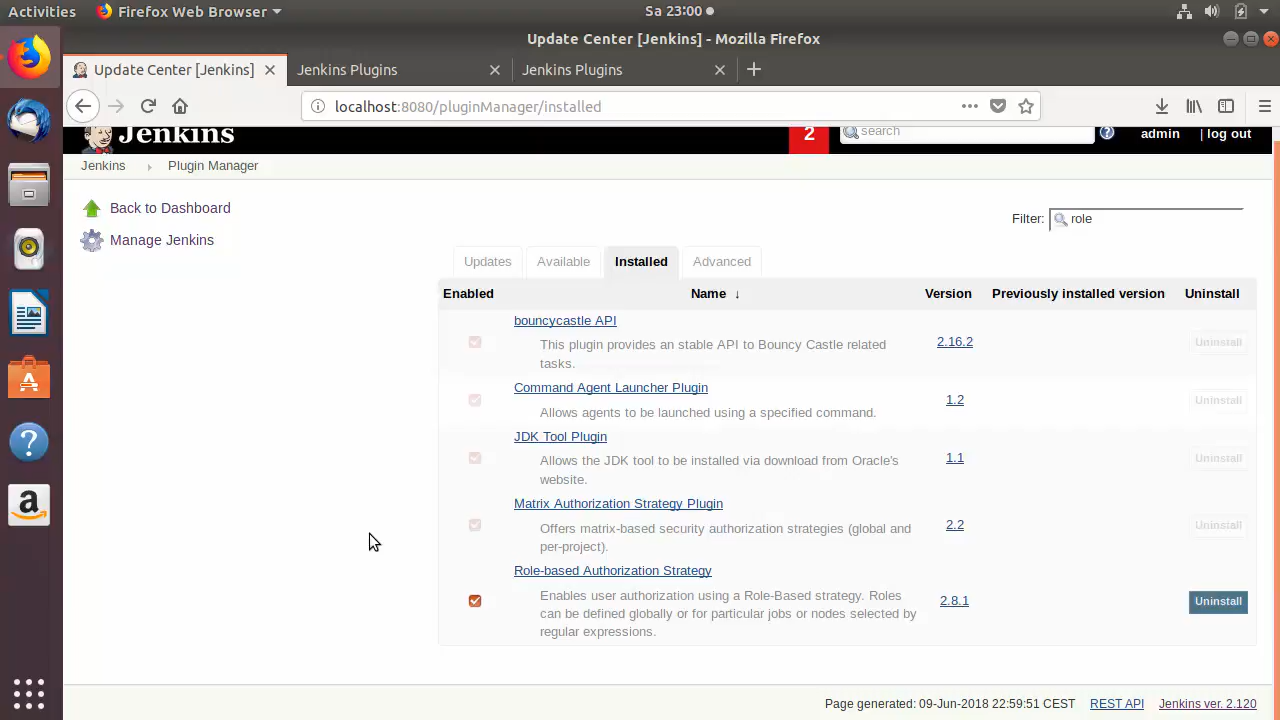 Activities Firefox Web Browser Sa 23:00
Update Center [Jenkins] - Mozilla Firefox
Update Center [Jenkins] Jenkins Plugins Jenkins Plugins
localhost:8080/pluginManager/installed
Jenkins 2 search admin | log out
Jenkins Plugin Manager
Back to Dashboard
Manage Jenkins
Filter: role
Updates Available Installed Advanced
Enabled Name ↓ Version Previously installed version Uninstall
bouncycastle API
This plugin provides an stable API to Bouncy Castle related
tasks.
2.16.2 Uninstall
Command Agent Launcher Plugin
Allows agents to be launched using a specified command.
1.2 Uninstall
JDK Tool Plugin
Allows the JDK tool to be installed via download from Oracle's
website.
1.1 Uninstall
Matrix Authorization Strategy Plugin
Offers matrix-based security authorization strategies (global and
per-project).
2.2 Uninstall
Role-based Authorization Strategy
Enables user authorization using a Role-Based strategy. Roles
can be defined globally or for particular jobs or nodes selected by
regular expressions.
2.8.1 Uninstall
Page generated: 09-Jun-2018 22:59:51 CEST REST API Jenkins ver. 2.120